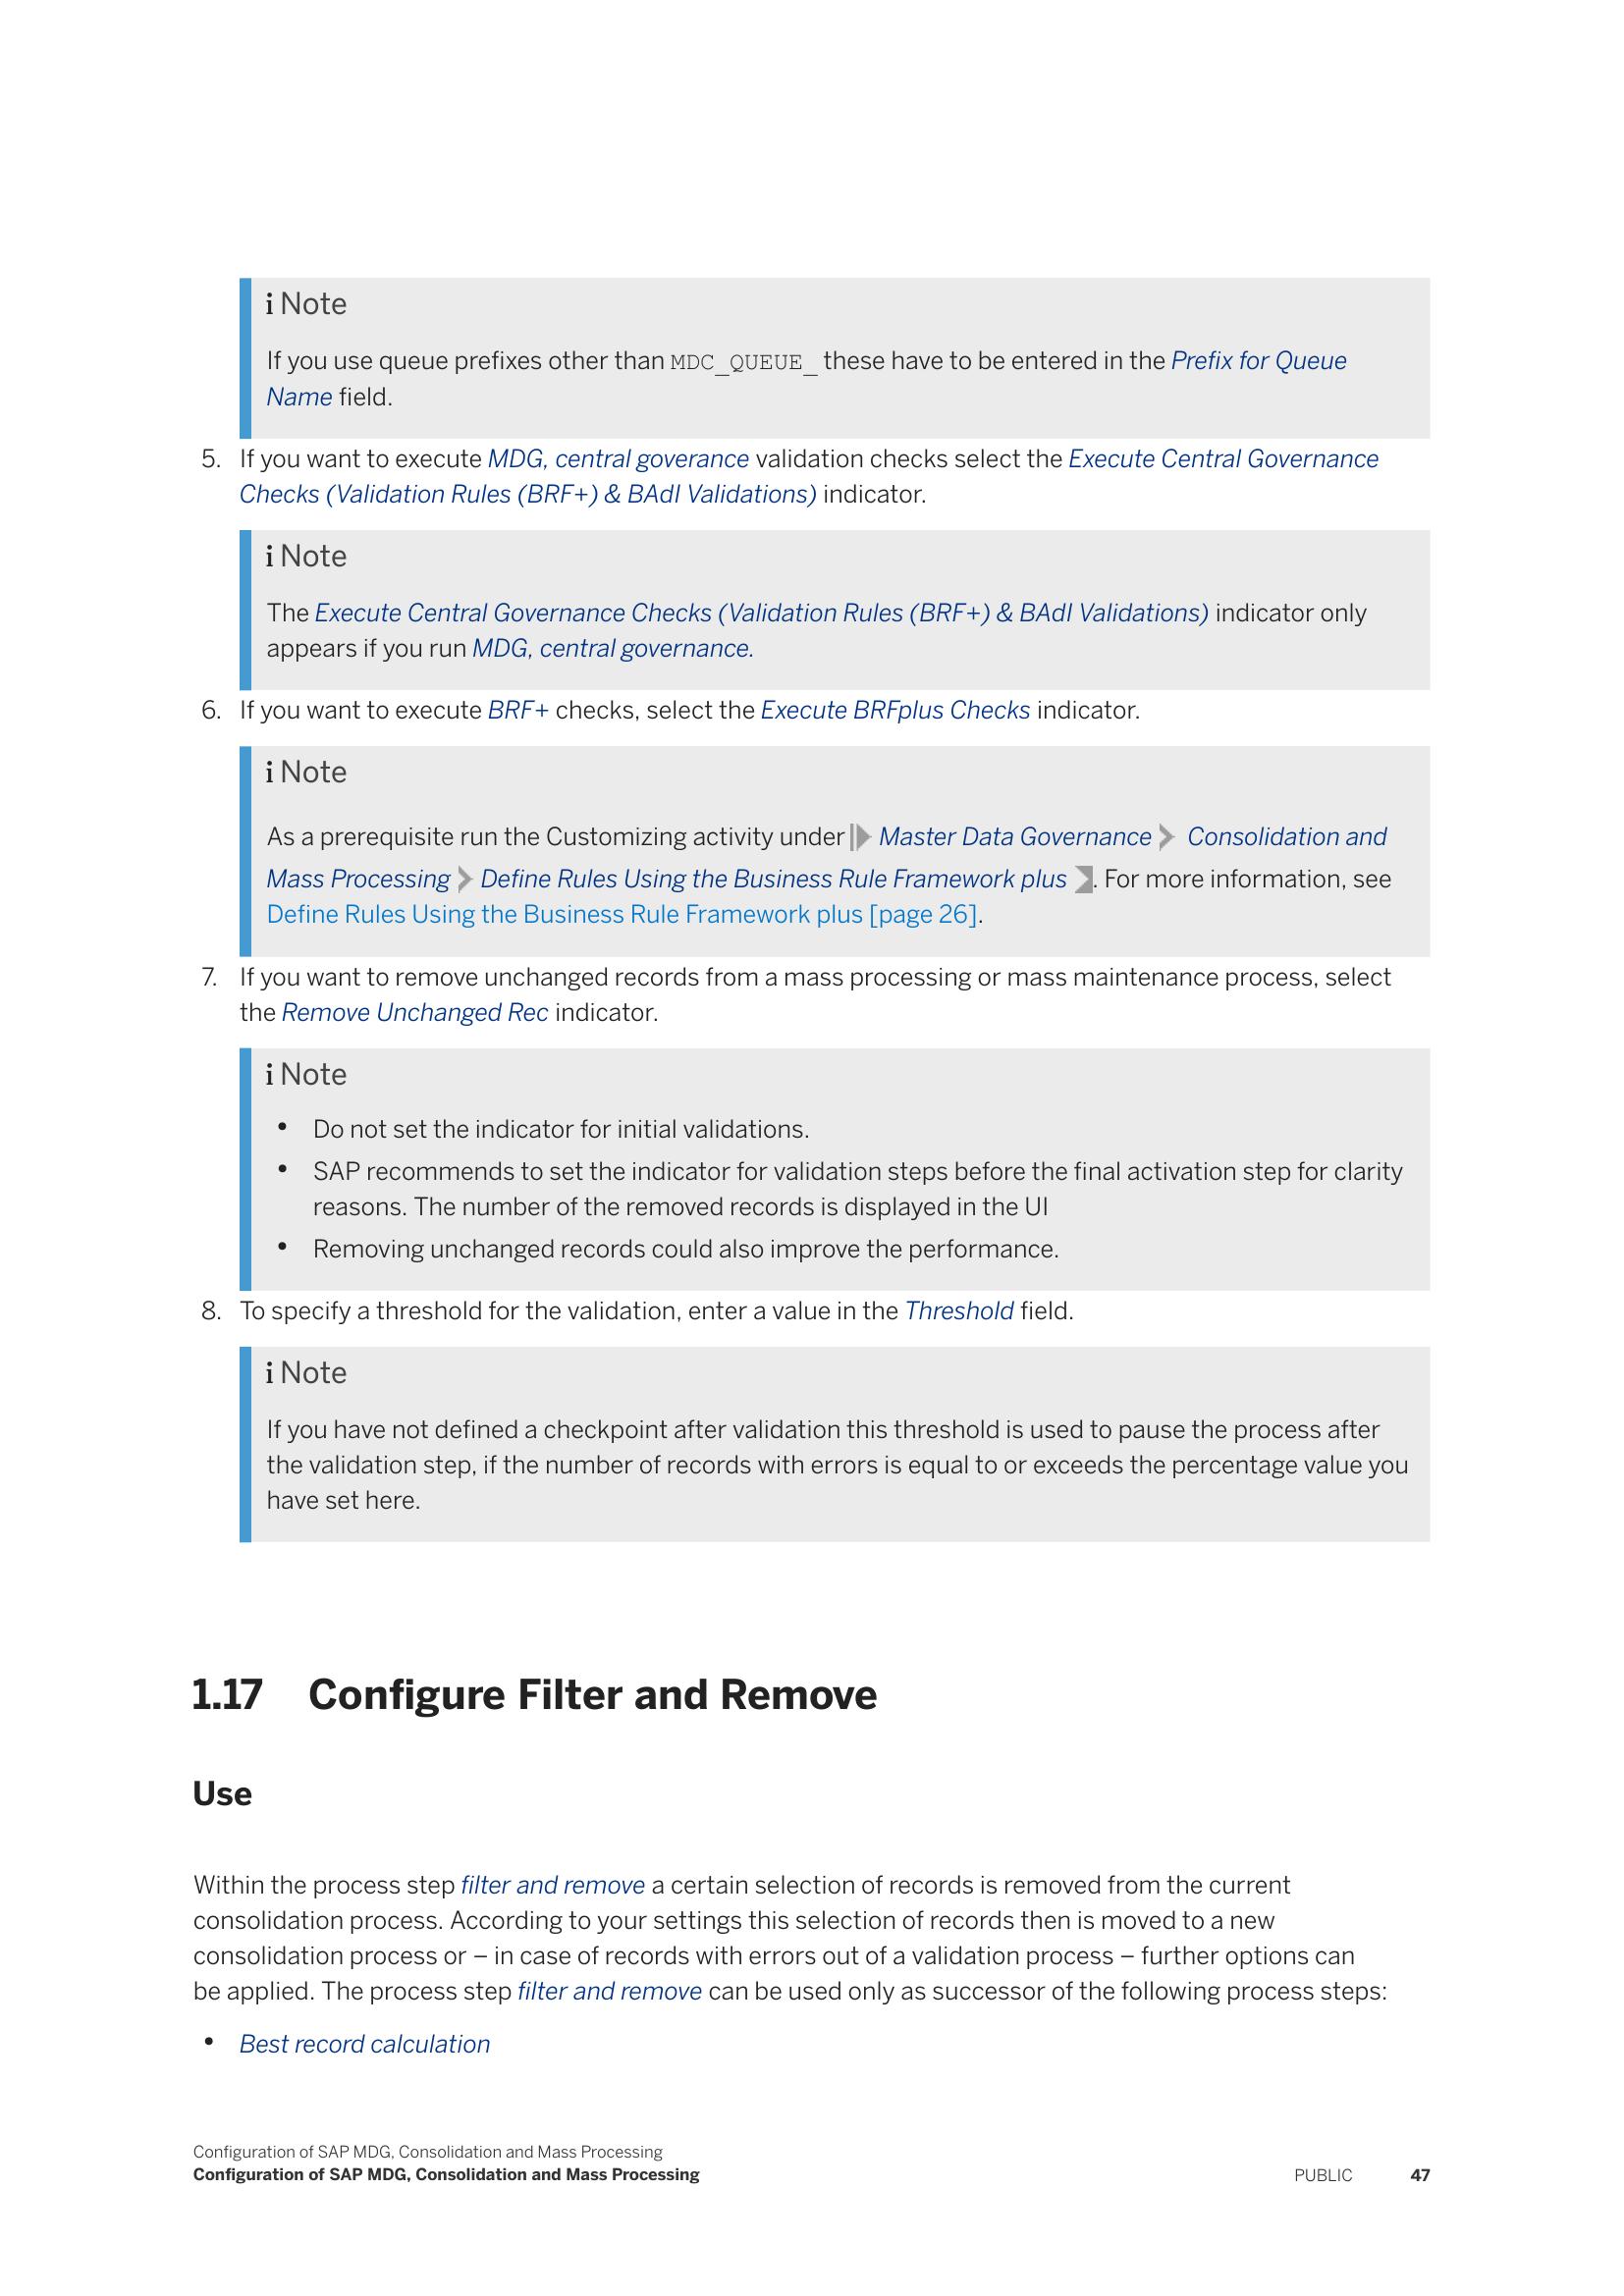 i Note
If you use queue prefixes other than MDC_QUEUE_ these have to be entered in the Prefix for Queue
Name field.
5. If you want to execute MDG, central goverance validation checks select the Execute Central Governance
Checks (Validation Rules (BRF+) & BAdI Validations) indicator.
i Note
The Execute Central Governance Checks (Validation Rules (BRF+) & BAdI Validations) indicator only
appears if you run MDG, central governance.
6. If you want to execute BRF+ checks, select the Execute BRFplus Checks indicator.
i Note
As a prerequisite run the Customizing activity under Master Data Governance Consolidation and
Mass Processing Define Rules Using the Business Rule Framework plus . For more information, see
Define Rules Using the Business Rule Framework plus [page 26].
7. If you want to remove unchanged records from a mass processing or mass maintenance process, select
the Remove Unchanged Rec indicator.
i Note
• Do not set the indicator for initial validations.
• SAP recommends to set the indicator for validation steps before the final activation step for clarity
reasons. The number of the removed records is displayed in the UI
• Removing unchanged records could also improve the performance.
8. To specify a threshold for the validation, enter a value in the Threshold field.
i Note
If you have not defined a checkpoint after validation this threshold is used to pause the process after
the validation step, if the number of records with errors is equal to or exceeds the percentage value you
have set here.
1.17 Configure Filter and Remove
Use
Within the process step filter and remove a certain selection of records is removed from the current
consolidation process. According to your settings this selection of records then is moved to a new
consolidation process or – in case of records with errors out of a validation process – further options can
be applied. The process step filter and remove can be used only as successor of the following process steps:
• Best record calculation
Configuration of SAP MDG, Consolidation and Mass Processing
Configuration of SAP MDG, Consolidation and Mass Processing PUBLIC 47